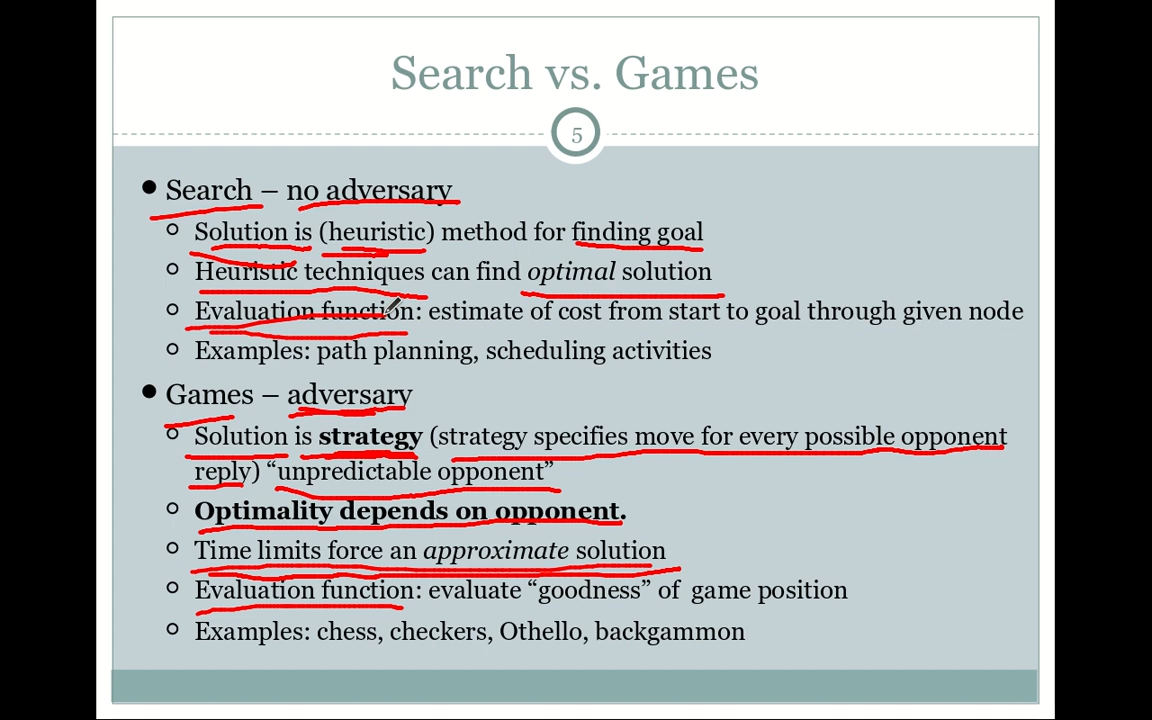 Search vs. Games
5
• Search – no adversary
○ Solution is (heuristic) method for finding goal
○ Heuristic techniques can find optimal solution
○ Evaluation function: estimate of cost from start to goal through given node
○ Examples: path planning, scheduling activities
• Games – adversary
○ Solution is strategy (strategy specifies move for every possible opponent
reply) “unpredictable opponent”
○ Optimality depends on opponent.
○ Time limits force an approximate solution
○ Evaluation function: evaluate “goodness” of game position
○ Examples: chess, checkers, Othello, backgammon